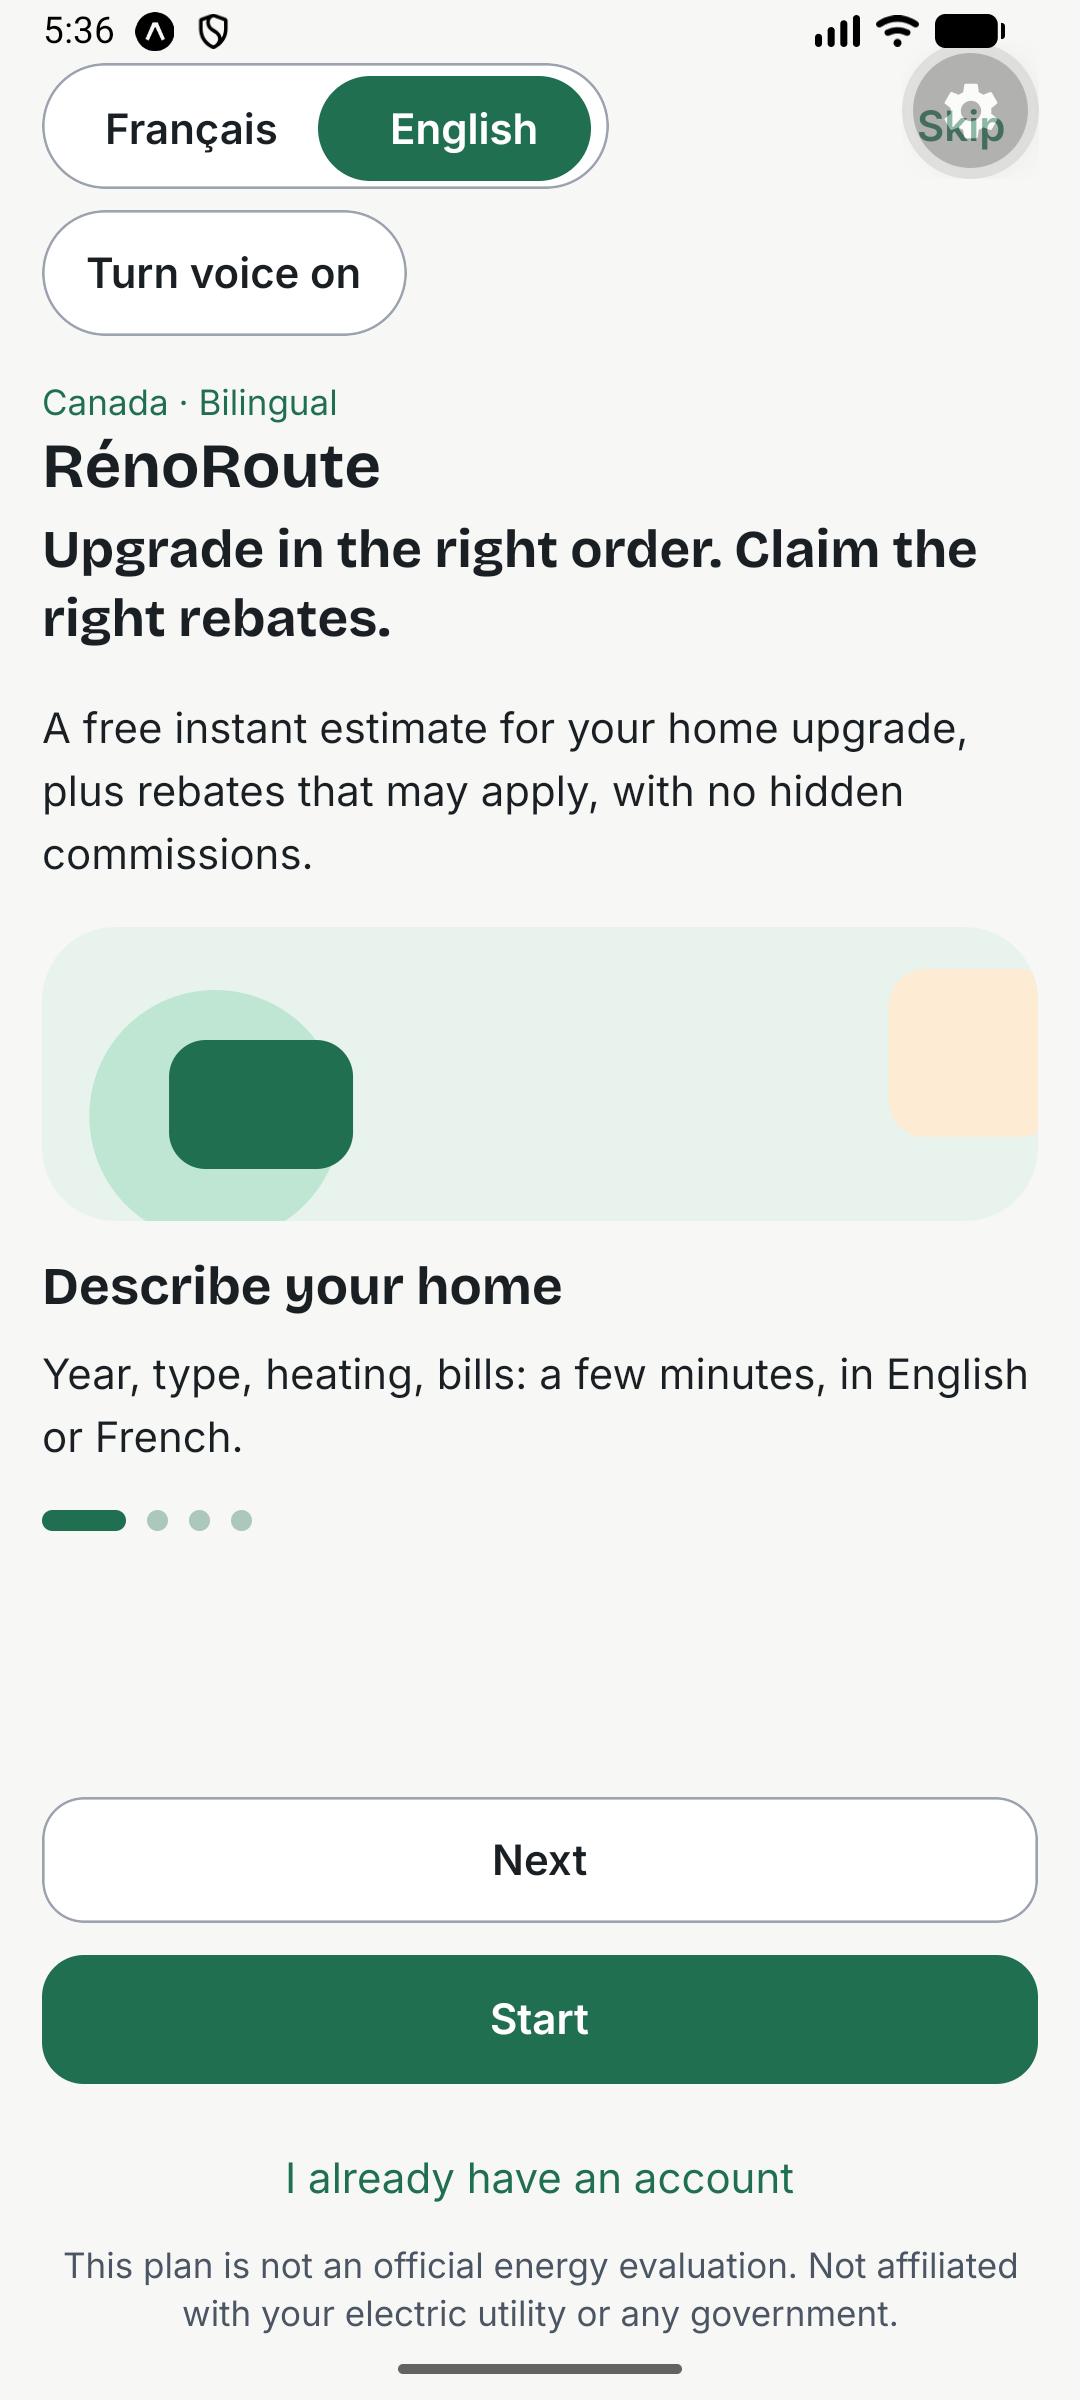 5:36
Français English Skip
Turn voice on
Canada · Bilingual
RénoRoute
Upgrade in the right order. Claim the
right rebates.
A free instant estimate for your home upgrade,
plus rebates that may apply, with no hidden
commissions.
Describe your home
Year, type, heating, bills: a few minutes, in English
or French.
Next
Start
I already have an account
This plan is not an official energy evaluation. Not affiliated
with your electric utility or any government.